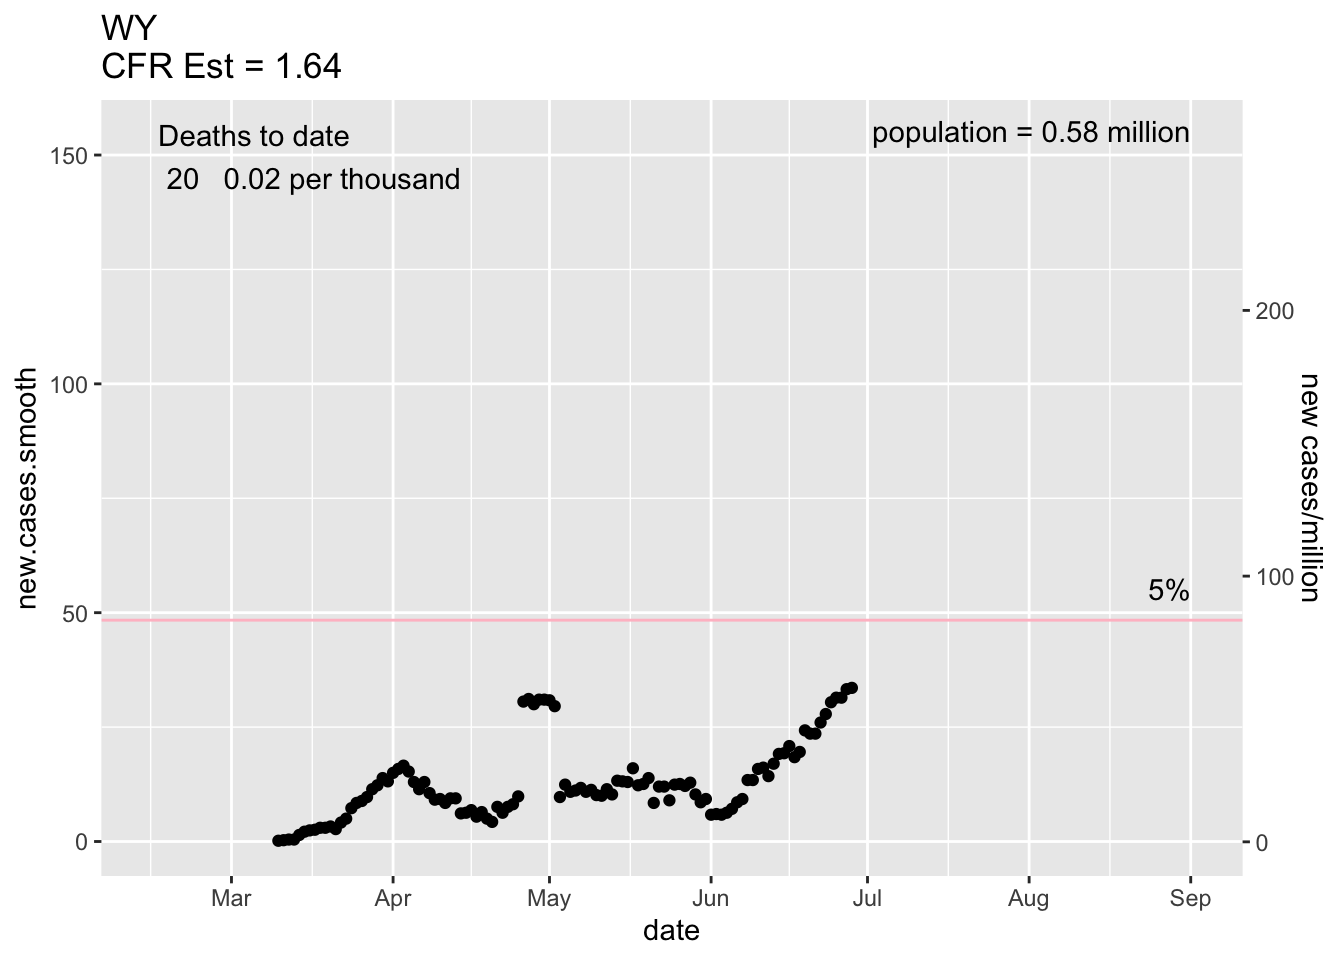 WY
CFR Est = 1.64
Deaths to date
20 0.02 per thousand
population = 0.58 million
150
100
50
0
new.cases.smooth
200
100
0
new cases/million
5%
Mar Apr May Jun Jul Aug Sep
date